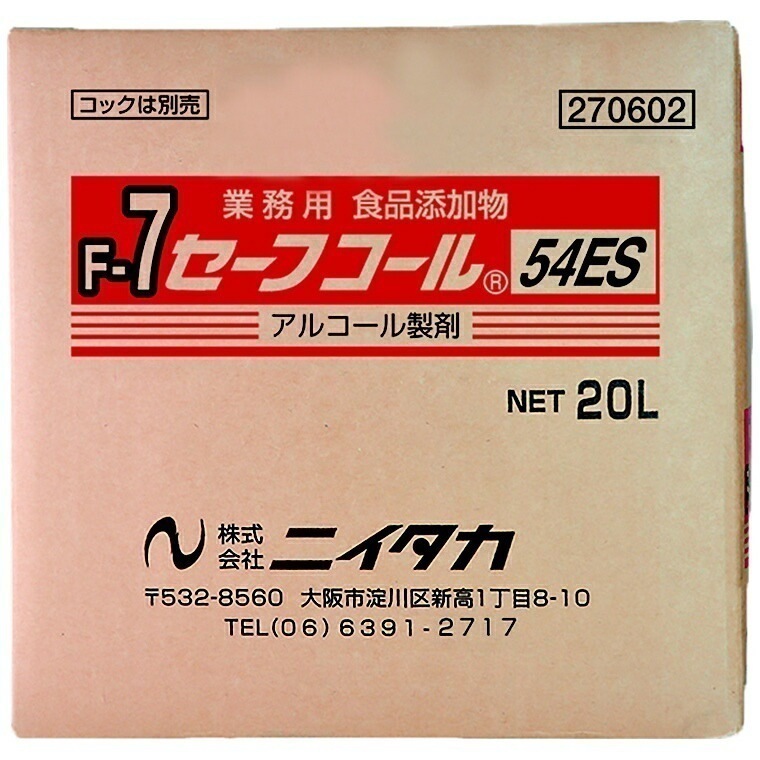 コックは別売
270602
業務用 食品添加物
F-7セーフコール® 54ES
アルコール製剤
NET 20L
株式会社 ニイタカ
〒532-8560 大阪市淀川区新高1丁目8-10
TEL(06)6391-2717